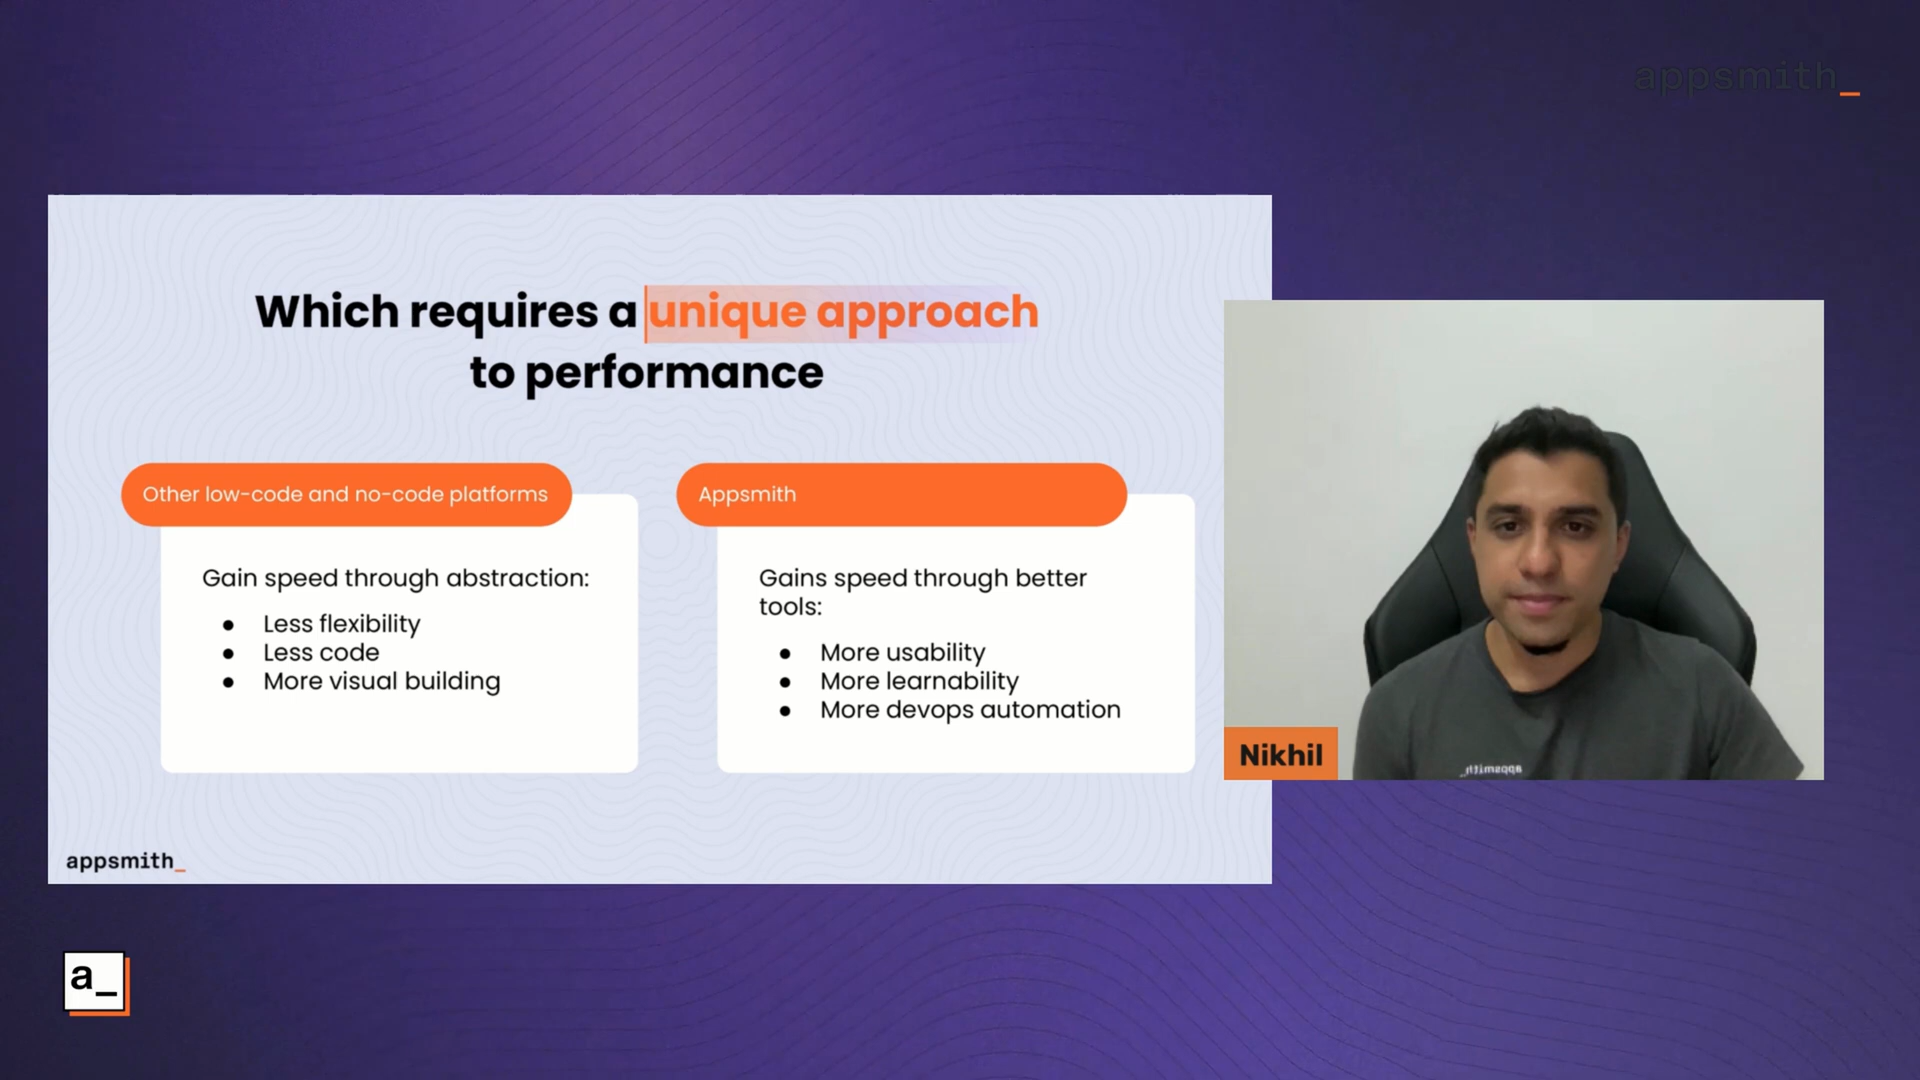 appsmith_
Which requires a unique approach
to performance
Other low-code and no-code platforms
Gain speed through abstraction:
● Less flexibility
● Less code
● More visual building
Appsmith
Gains speed through better
tools:
● More usability
● More learnability
● More devops automation
appsmith_
Nikhil
appsmith_
a_